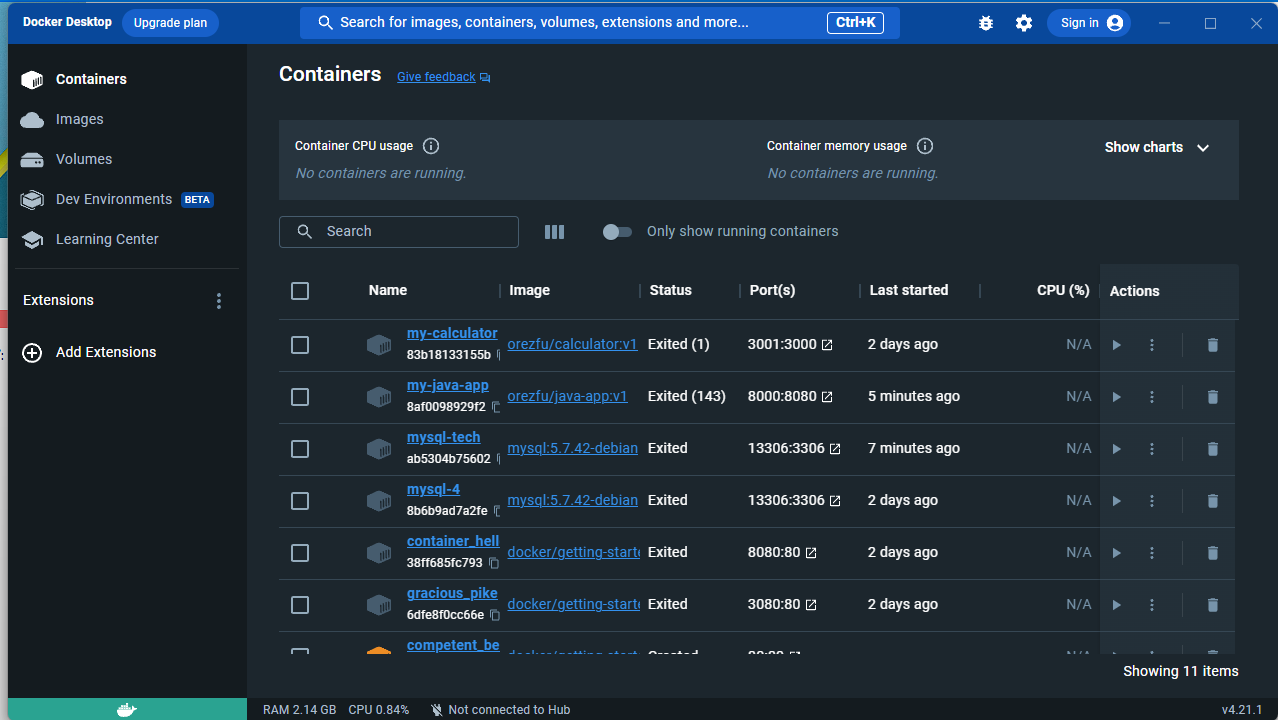 Docker Desktop Upgrade plan Search for images, containers, volumes, extensions and more... Ctrl+K Sign in
Containers
Images
Volumes
Dev Environments BETA
Learning Center
Extensions
Add Extensions
Containers Give feedback
Container CPU usage
No containers are running.
Container memory usage
No containers are running.
Show charts
Search Only show running containers
Name Image Status Port(s) Last started CPU (%) Actions
my-calculator
83b18133155b orezfu/calculator:v1 Exited (1) 3001:3000 2 days ago N/A
my-java-app
8af0098929f2 orezfu/java-app:v1 Exited (143) 8000:8080 5 minutes ago N/A
mysql-tech
ab5304b75602 mysql:5.7.42-debian Exited 13306:3306 7 minutes ago N/A
mysql-4
8b6b9ad7a2fe mysql:5.7.42-debian Exited 13306:3306 2 days ago N/A
container_hell
38ff685fc793 docker/getting-starte Exited 8080:80 2 days ago N/A
gracious_pike
6dfe8f0cc66e docker/getting-starte Exited 3080:80 2 days ago N/A
competent_be
Showing 11 items
RAM 2.14 GB CPU 0.84% Not connected to Hub v4.21.1